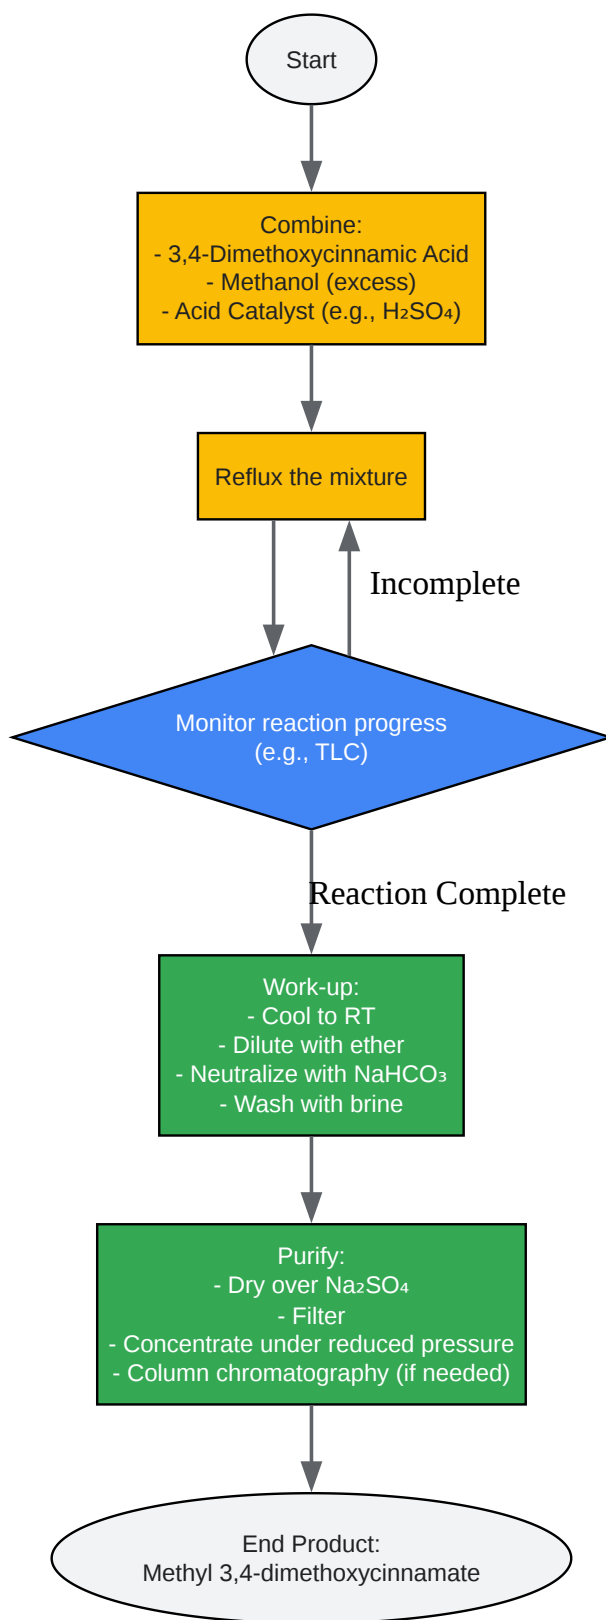 Start
Combine:
- 3,4-Dimethoxycinnamic Acid
- Methanol (excess)
- Acid Catalyst (e.g., H₂SO₄)
Reflux the mixture
Incomplete
Monitor reaction progress
(e.g., TLC)
Reaction Complete
Work-up:
- Cool to RT
- Dilute with ether
- Neutralize with NaHCO₃
- Wash with brine
Purify:
- Dry over Na₂SO₄
- Filter
- Concentrate under reduced pressure
- Column chromatography (if needed)
End Product:
Methyl 3,4-dimethoxycinnamate